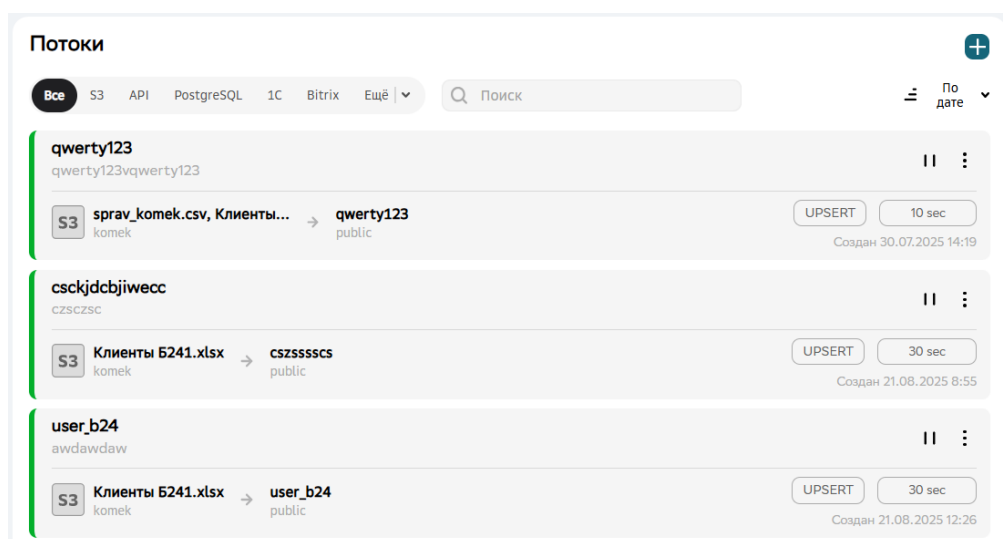 Потоки
Все S3 API PostgreSQL 1C Bitrix Ещё Поиск По дате
qwerty123
qwerty123vqwerty123
S3 sprav_komek.csv, Клиенты... → qwerty123 UPSERT 10 sec
komek public Создан 30.07.2025 14:19
csckjdcbjiwecc
czsczsc
S3 Клиенты Б241.xlsx → cszsssscs UPSERT 30 sec
komek public Создан 21.08.2025 8:55
user_b24
awdawdaw
S3 Клиенты Б241.xlsx → user_b24 UPSERT 30 sec
komek public Создан 21.08.2025 12:26